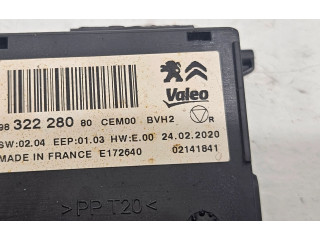 Valeo
98 322 280 80 CEM00 BVH2
R
SW:02.04 EEP:01.03 HW:E.00 24.02.2020
MADE IN FRANCE E172640 02141841
>PP T20<